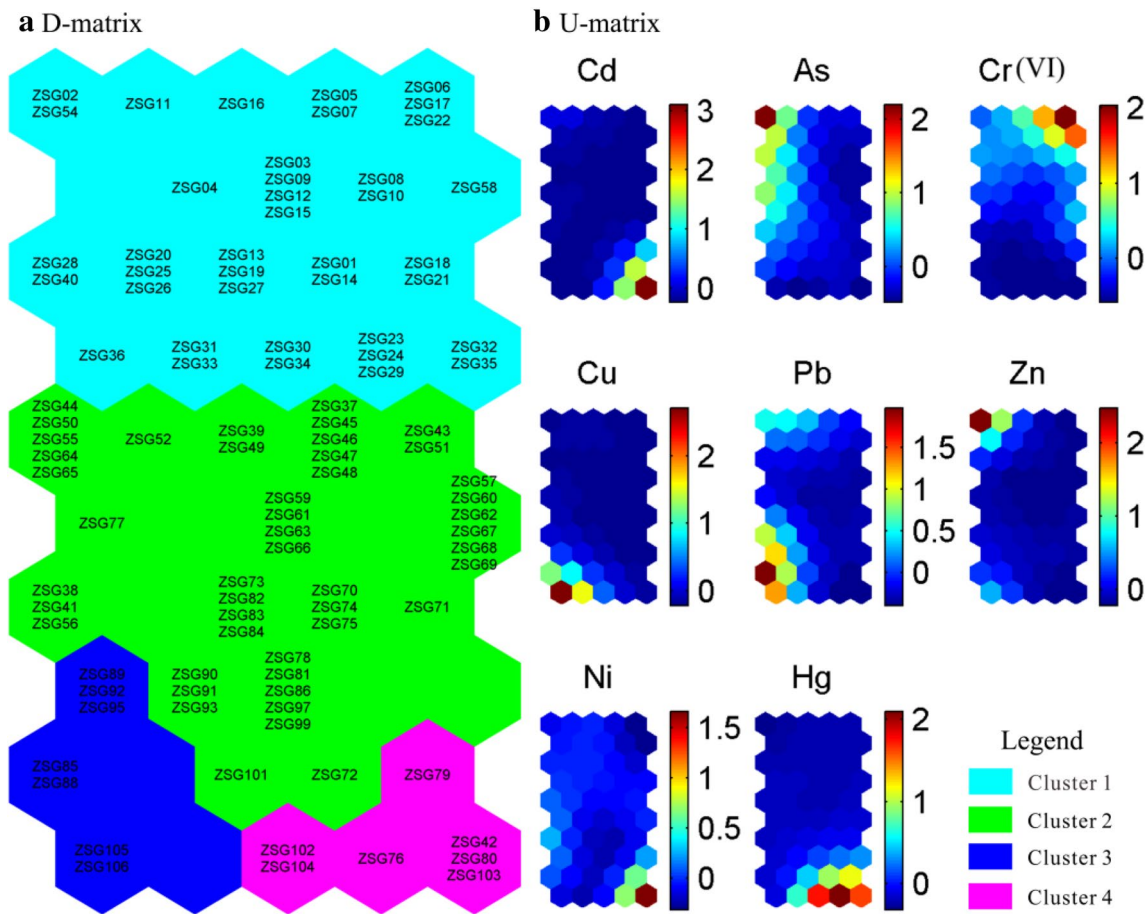 a D-matrix
ZSG02
ZSG54
ZSG11
ZSG16
ZSG05
ZSG07
ZSG06
ZSG17
ZSG22
ZSG04
ZSG03
ZSG09
ZSG12
ZSG15
ZSG08
ZSG10
ZSG58
ZSG28
ZSG40
ZSG20
ZSG25
ZSG26
ZSG13
ZSG19
ZSG27
ZSG01
ZSG14
ZSG18
ZSG21
ZSG36
ZSG31
ZSG33
ZSG30
ZSG34
ZSG23
ZSG24
ZSG29
ZSG32
ZSG35
ZSG44
ZSG50
ZSG55
ZSG64
ZSG65
ZSG52
ZSG39
ZSG49
ZSG37
ZSG45
ZSG46
ZSG47
ZSG48
ZSG43
ZSG51
ZSG77
ZSG59
ZSG61
ZSG63
ZSG66
ZSG57
ZSG60
ZSG62
ZSG67
ZSG68
ZSG69
ZSG38
ZSG41
ZSG56
ZSG73
ZSG82
ZSG83
ZSG84
ZSG70
ZSG74
ZSG75
ZSG71
ZSG89
ZSG92
ZSG95
ZSG90
ZSG91
ZSG93
ZSG78
ZSG81
ZSG86
ZSG97
ZSG99
ZSG85
ZSG88
ZSG101
ZSG72
ZSG79
ZSG105
ZSG106
ZSG102
ZSG104
ZSG76
ZSG42
ZSG80
ZSG103
b U-matrix
Cd
3
2
1
0
As
2
1
0
Cr(VI)
2
1
0
Cu
2
1
0
Pb
1.5
1
0.5
0
Zn
2
1
0
Ni
1.5
1
0.5
0
Hg
2
1
0
Legend
Cluster 1
Cluster 2
Cluster 3
Cluster 4